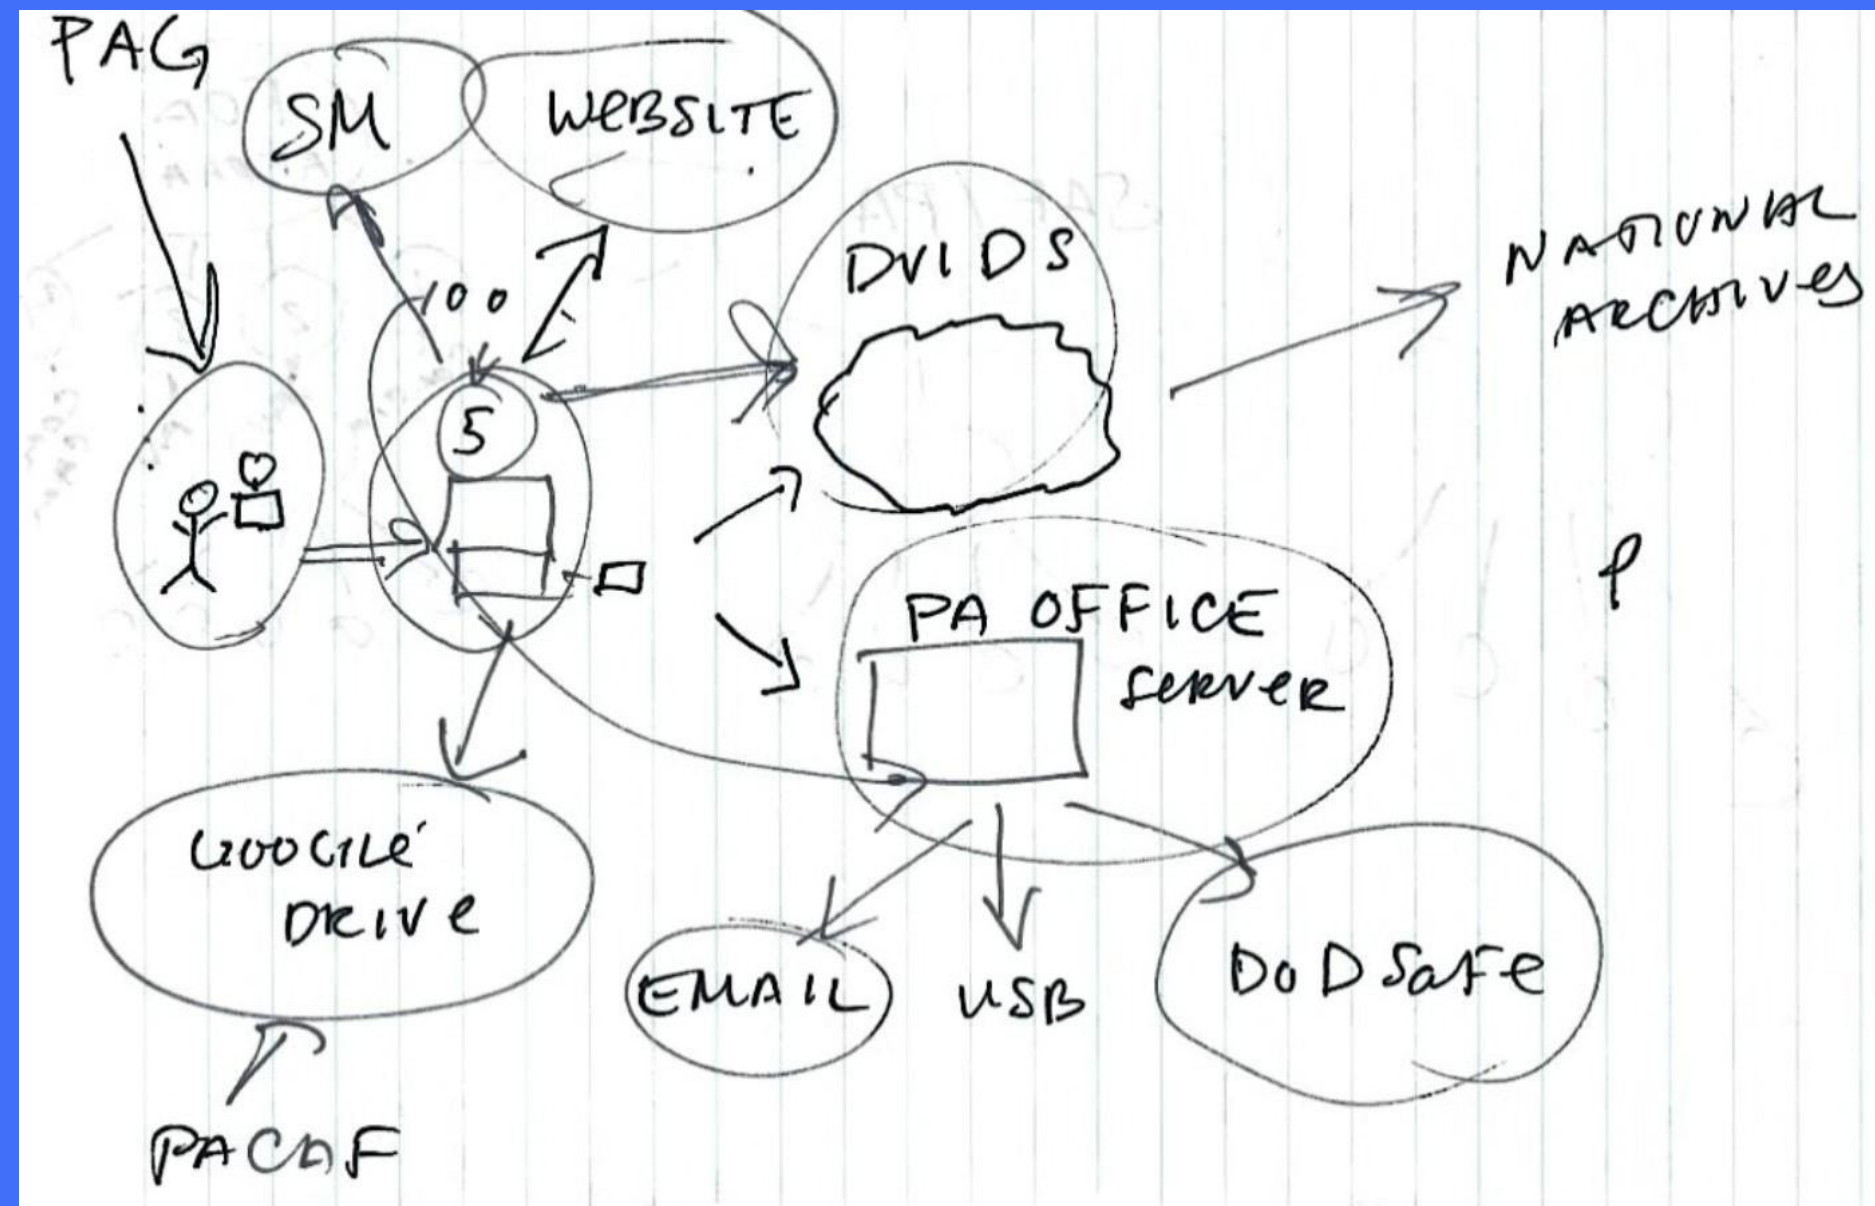 PAG
SM
WEBSITE
DVIDS
NATIONAL
ARCHIVES
100
5
PA OFFICE
SERVER
P
GOOGLE
DRIVE
EMAIL
USB
DoD Safe
PACAF